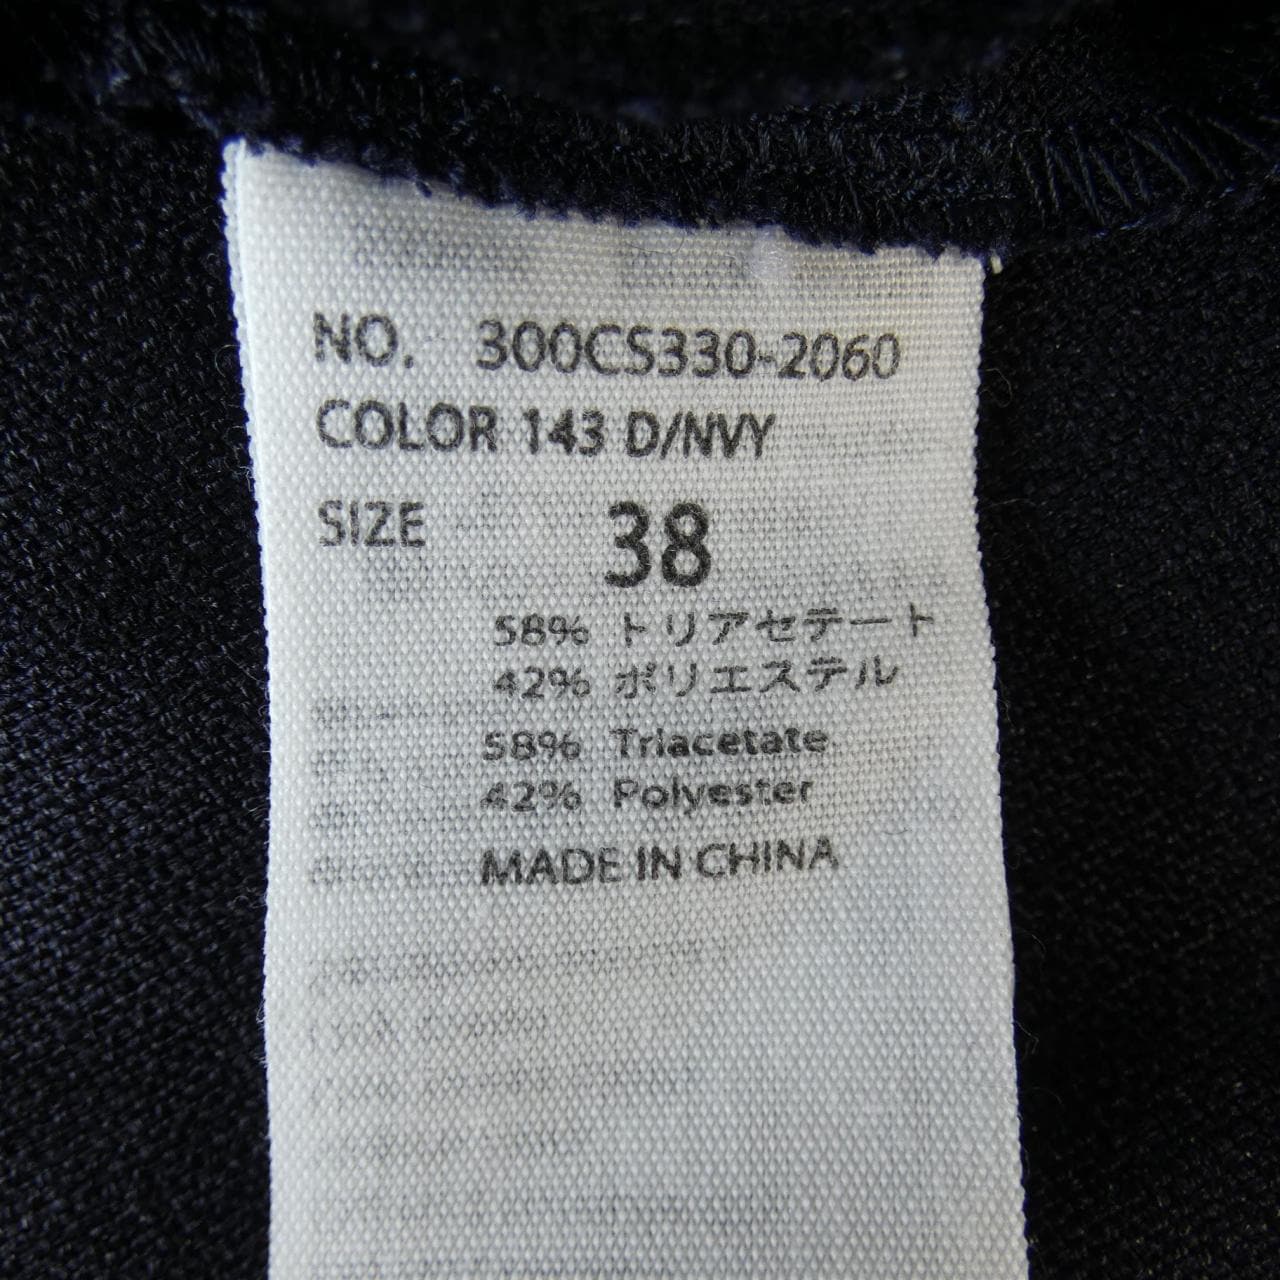 NO. 300CS330-2060
COLOR 143 D/NVY
SIZE 38
58% トリアセテート
42% ポリエステル
58% Triacetate
42% Polyester
MADE IN CHINA